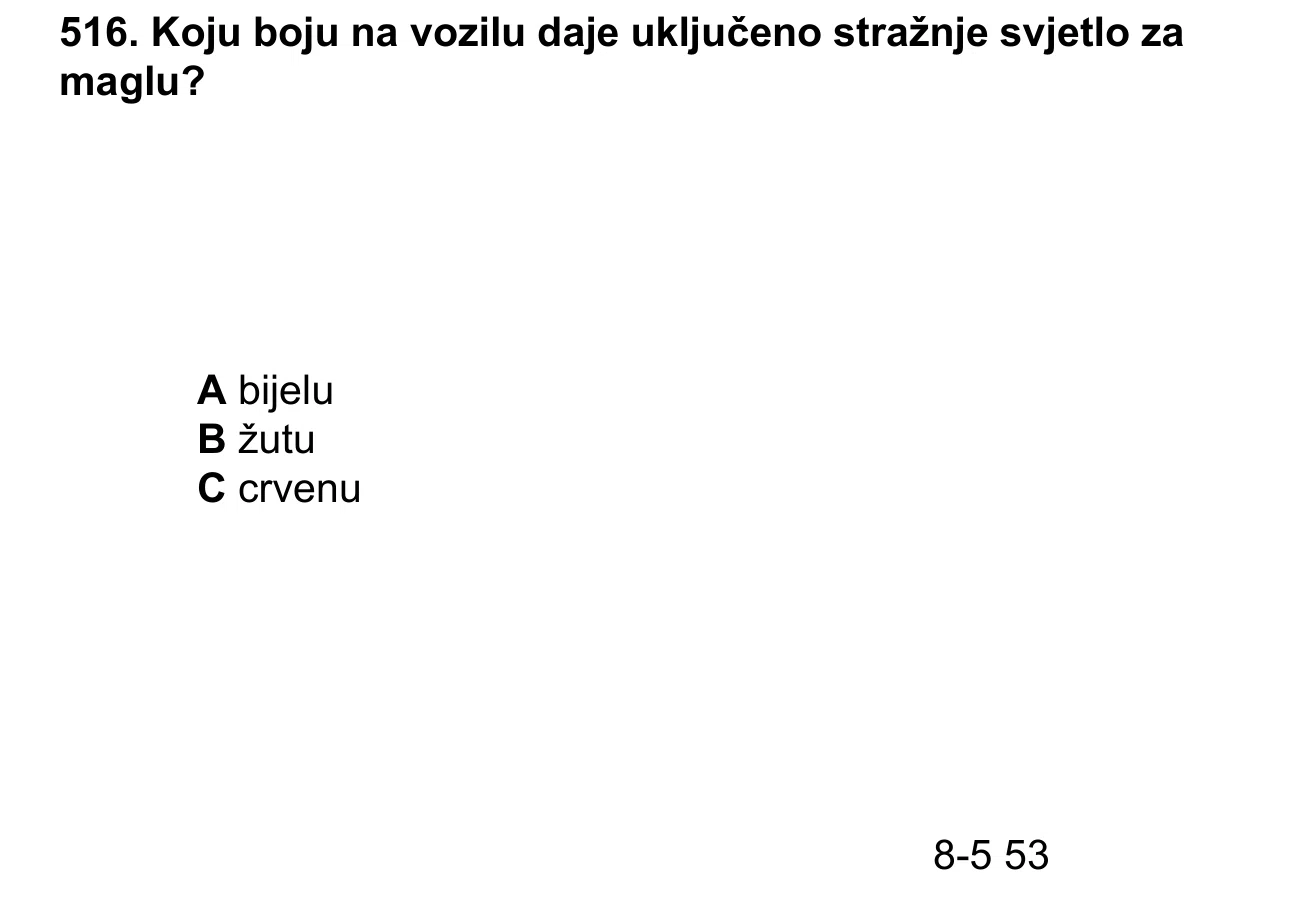 516. Koju boju na vozilu daje uključeno stražnje svjetlo za
maglu?
A bijelu
B žutu
C crvenu
8-5 53